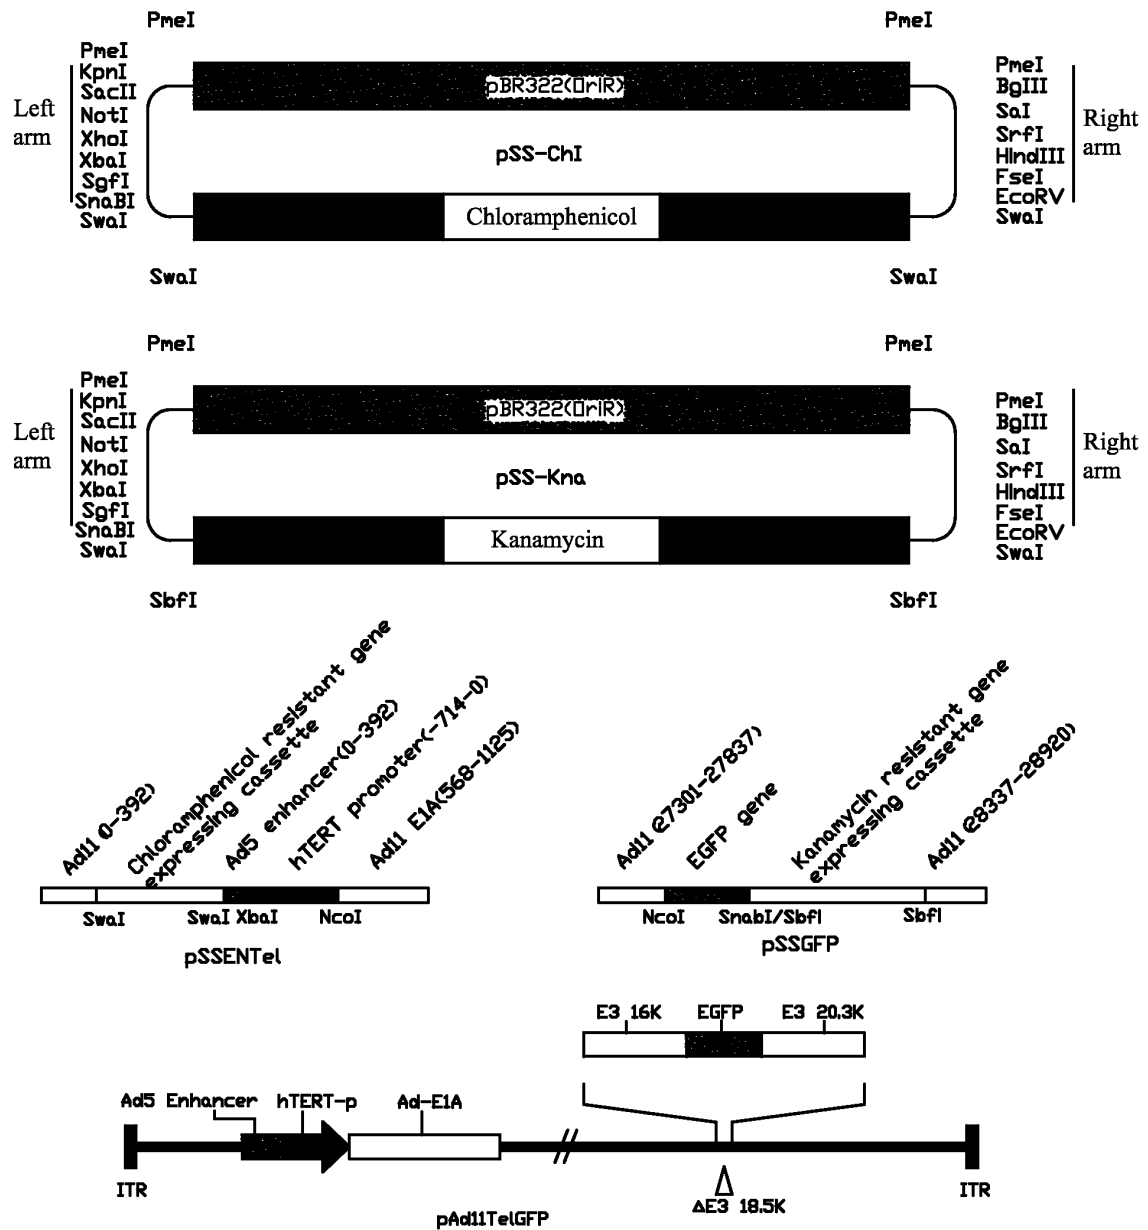 PmeI
PmeI
PmeI
KpnI
SacII
NotI
XhoI
XbaI
SgfI
SnaBI
SwaI
Left
arm
pBR322(OriR)
pSS-ChI
Chloramphenicol
PmeI
BgIII
SaI
SrfI
HindIII
FseI
EcoRV
SwaI
Right
arm
SwaI
SwaI
PmeI
PmeI
PmeI
KpnI
SacII
NotI
XhoI
XbaI
SgfI
SnaBI
SwaI
Left
arm
pBR322(OriR)
pSS-Kna
Kanamycin
PmeI
BgIII
SaI
SrfI
HindIII
FseI
EcoRV
SwaI
Right
arm
SbfI
SbfI
Ad11 (0-392)
Chloramphenicol resistant gene
expressing cassette
Ad5 enhancer(0-392)
hTERT promoter(-714-0)
Ad11 E1A(568-1125)
SwaI
SwaI
XbaI
NcoI
pSSENTel
Ad11 (27301-27837)
EGFP gene
Kanamycin resistant gene
expressing cassette
Ad11 (28337-28920)
NcoI
SnabI/SbfI
SbfI
pSSGFP
E3 16K
EGFP
E3 20.3K
Ad5 Enhancer
hTERT-p
Ad-E1A
ITR
ITR
ΔE3 18.5K
pAd11TelGFP